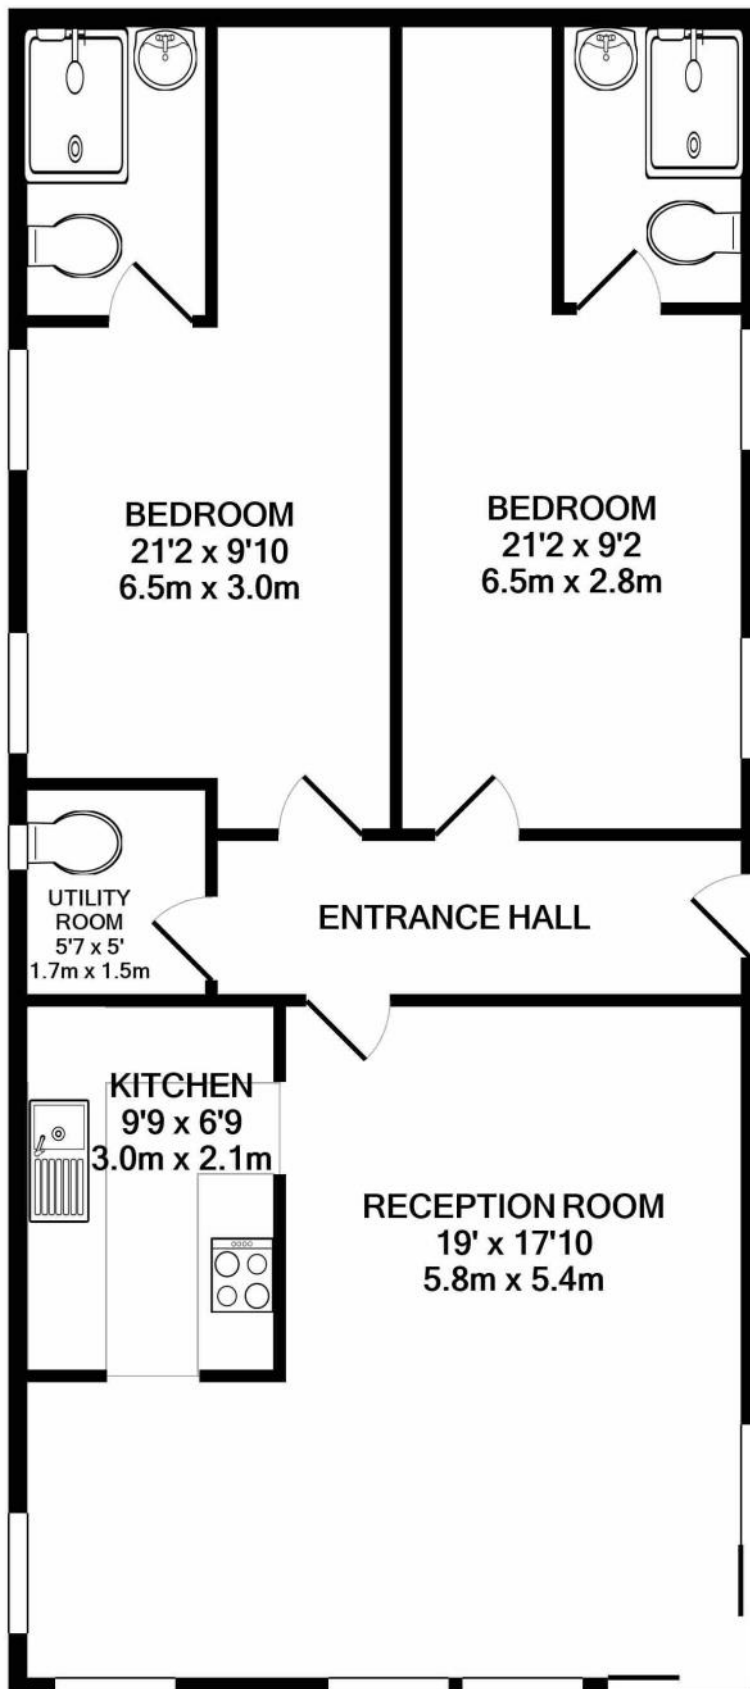 BEDROOM
21'2 x 9'10
6.5m x 3.0m
BEDROOM
21'2 x 9'2
6.5m x 2.8m
UTILITY
ROOM
5'7 x 5'
1.7m x 1.5m
ENTRANCE HALL
KITCHEN
9'9 x 6'9
3.0m x 2.1m
RECEPTION ROOM
19' x 17'10
5.8m x 5.4m